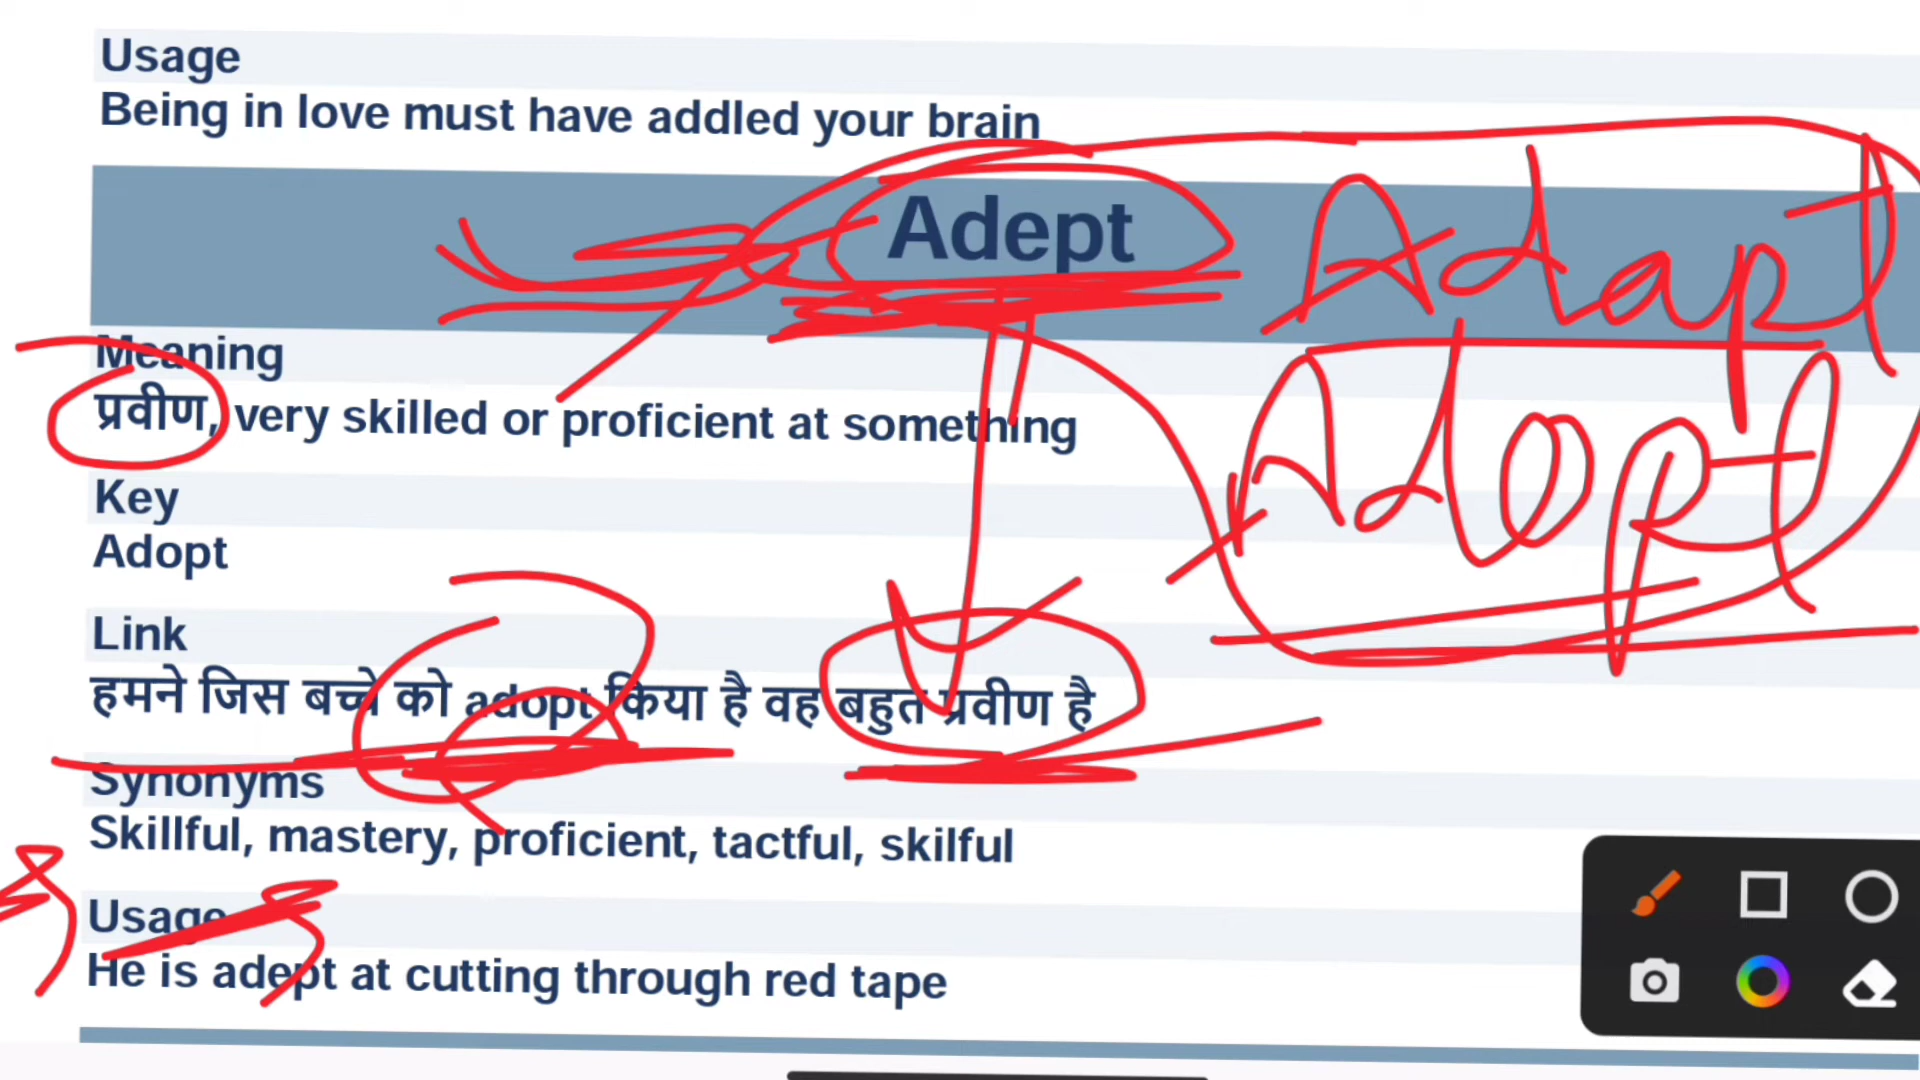 Usage
Being in love must have addled your brain
Adept
Adapt
Meaning
प्रवीण, very skilled or proficient at something
Adopt
Key
Adopt
Link
हमने जिस बच्चे को adopt किया है वह बहुत प्रवीण है
Synonyms
Skillful, mastery, proficient, tactful, skilful
Usage
He is adept at cutting through red tape